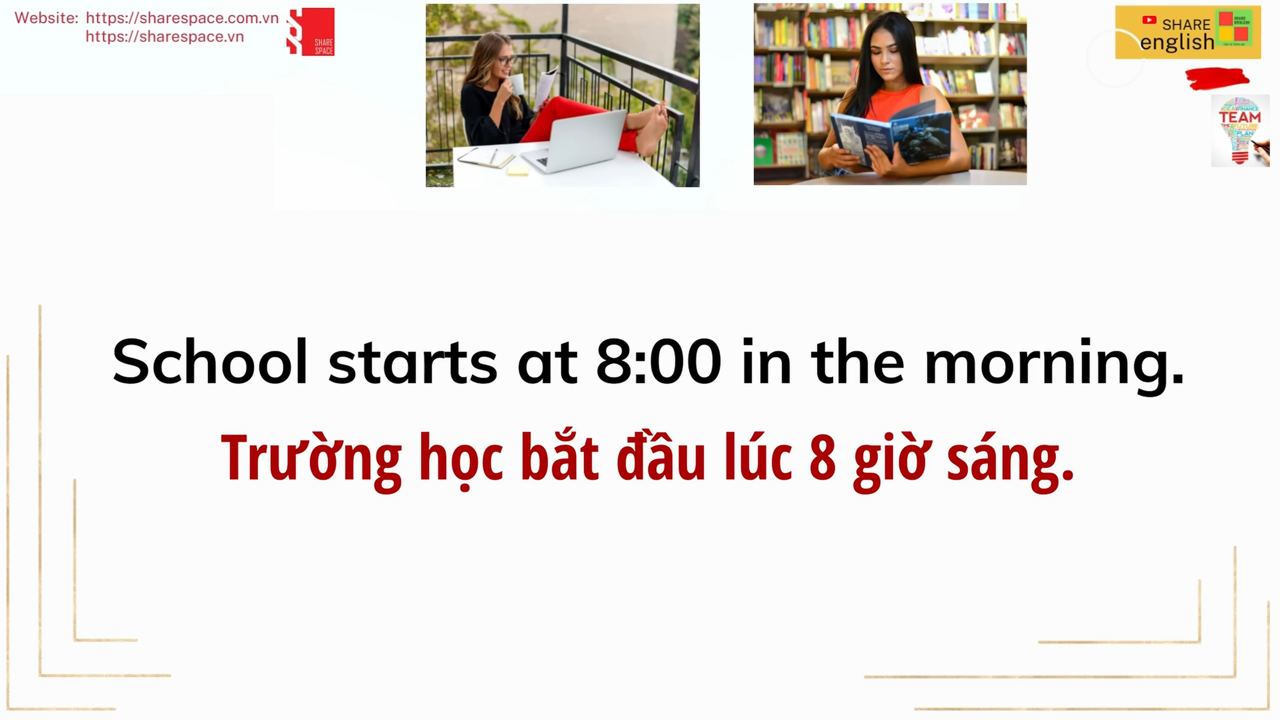 Website: https://sharespace.com.vn
https://sharespace.vn
SHARE
SPACE
SHARE
english
TEAM
PLAN
School starts at 8:00 in the morning.
Trường học bắt đầu lúc 8 giờ sáng.